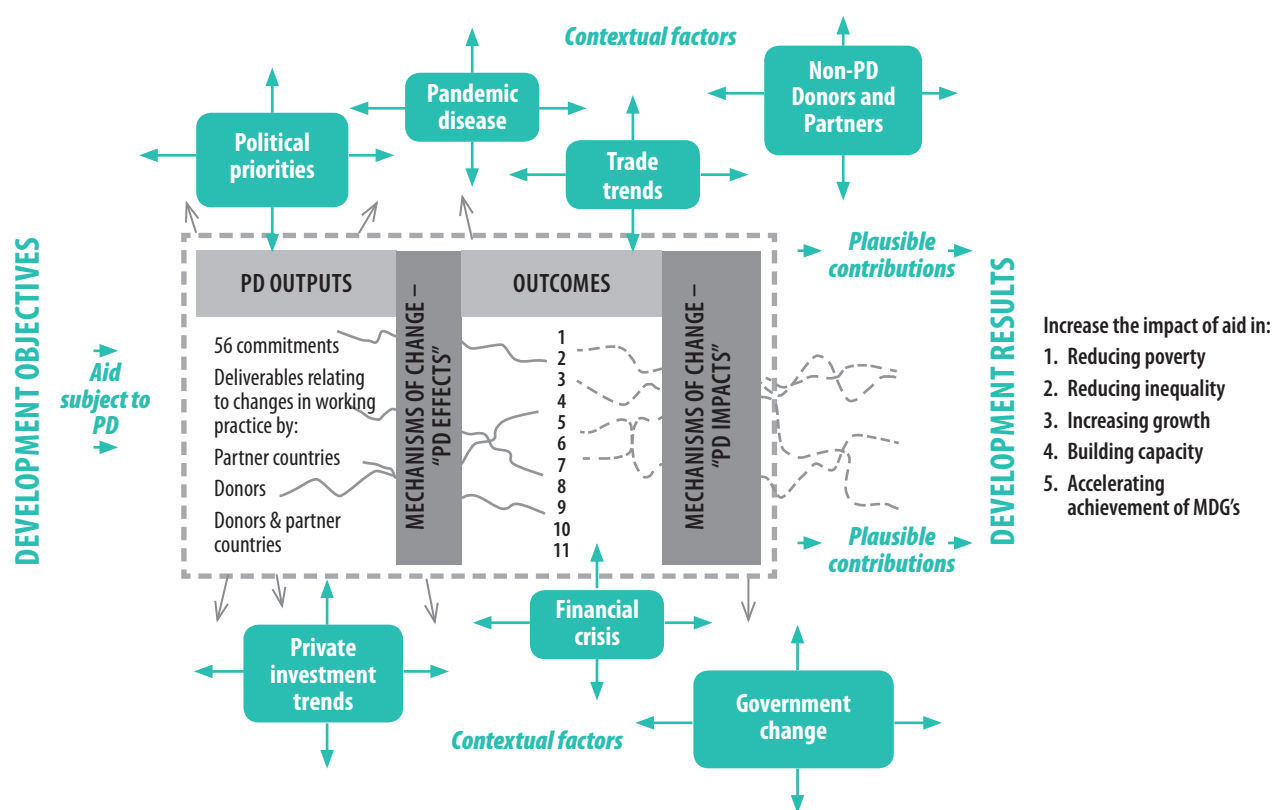 Contextual factors
Non-PD
Donors and
Partners
Pandemic
disease
Political
priorities
Trade
trends
DEVELOPMENT OBJECTIVES
Aid
subject to
PD
PD OUTPUTS
56 commitments
Deliverables relating
to changes in working
practice by:
Partner countries
Donors
Donors & partner
countries
MECHANISMS OF CHANGE –
“PD EFFECTS”
OUTCOMES
1
2
3
4
5
6
7
8
9
10
11
MECHANISMS OF CHANGE –
“PD IMPACTS”
Plausible
contributions
Plausible
contributions
DEVELOPMENT RESULTS
Increase the impact of aid in:
1. Reducing poverty
2. Reducing inequality
3. Increasing growth
4. Building capacity
5. Accelerating
achievement of MDG’s
Private
investment
trends
Financial
crisis
Government
change
Contextual factors